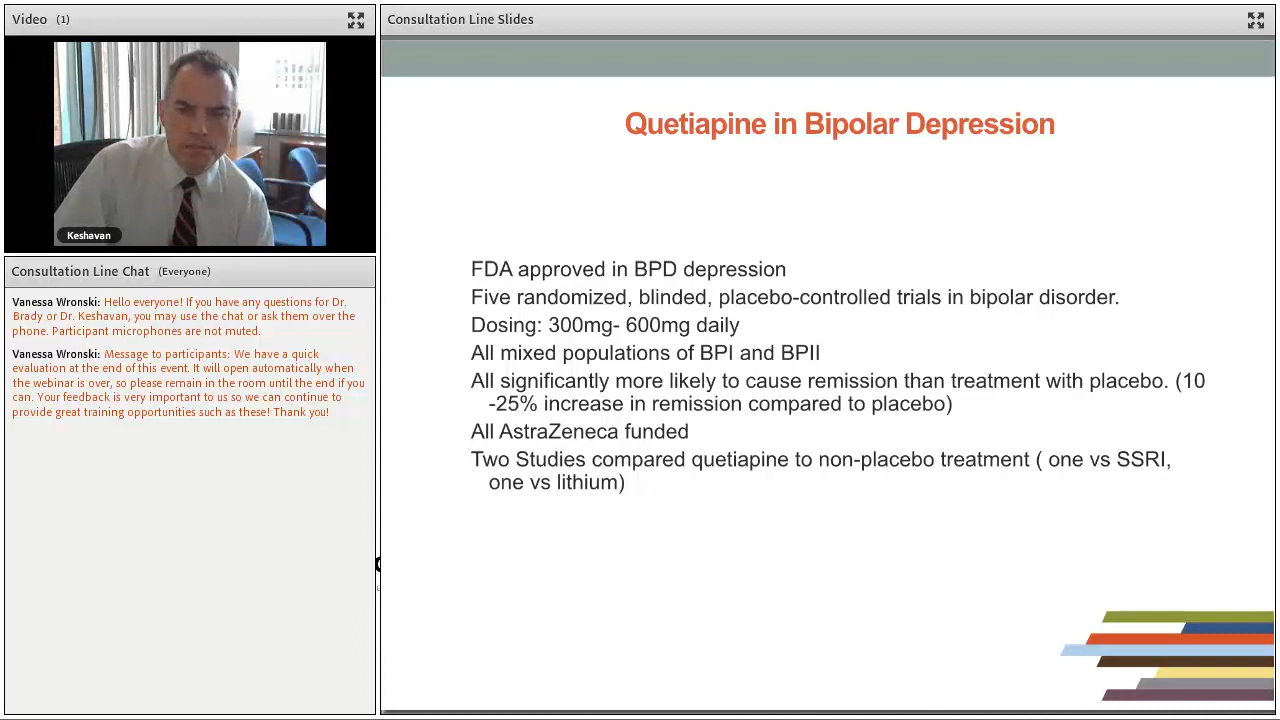 Video (1)
Keshavan
Consultation Line Chat (Everyone)
Vanessa Wronski: Hello everyone! If you have any questions for Dr.
Brady or Dr. Keshavan, you may use the chat or ask them over the
phone. Participant microphones are not muted.
Vanessa Wronski: Message to participants: We have a quick
evaluation at the end of this event. It will open automatically when
the webinar is over, so please remain in the room until the end if you
can. Your feedback is very important to us so we can continue to
provide great training opportunities such as these! Thank you!
Consultation Line Slides
Quetiapine in Bipolar Depression
FDA approved in BPD depression
Five randomized, blinded, placebo-controlled trials in bipolar disorder.
Dosing: 300mg- 600mg daily
All mixed populations of BPI and BPII
All significantly more likely to cause remission than treatment with placebo. (10
-25% increase in remission compared to placebo)
All AstraZeneca funded
Two Studies compared quetiapine to non-placebo treatment ( one vs SSRI,
one vs lithium)